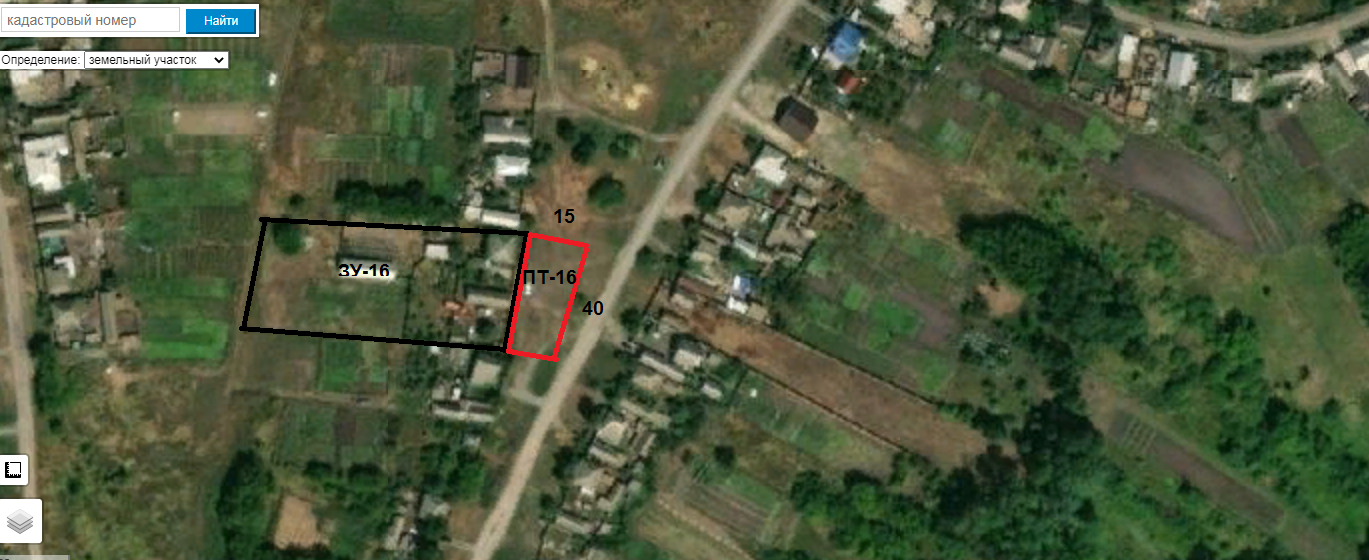 кадастровый номер
Найти
Определение: земельный участок
15
ЗУ-16
ПТ-16
40